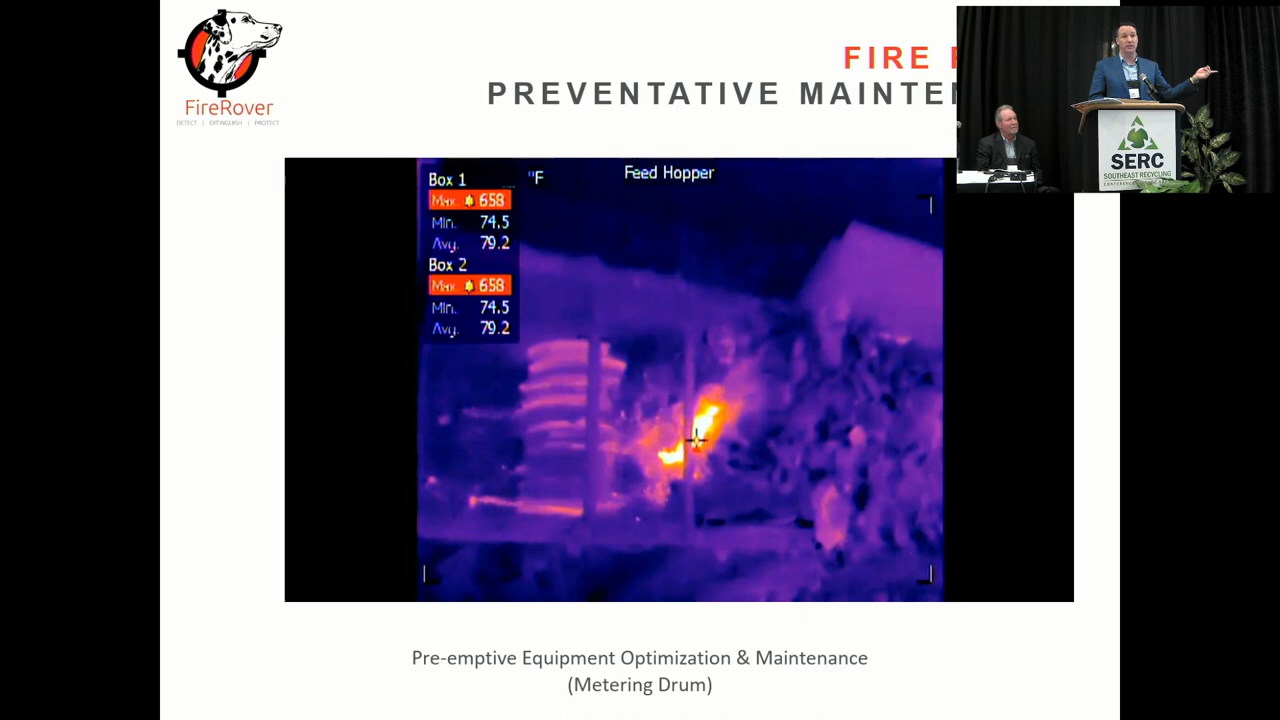 FireRover
DETECT | EXTINGUISH | PROTECT
FIRE
PREVENTATIVE MAINTEN
Box 1
°F
Feed Hopper
Max. 658
Min. 74.5
Avg. 79.2
Box 2
Max. 658
Min. 74.5
Avg. 79.2
SERC
SOUTHEAST RECYCLING
Pre-emptive Equipment Optimization & Maintenance
(Metering Drum)